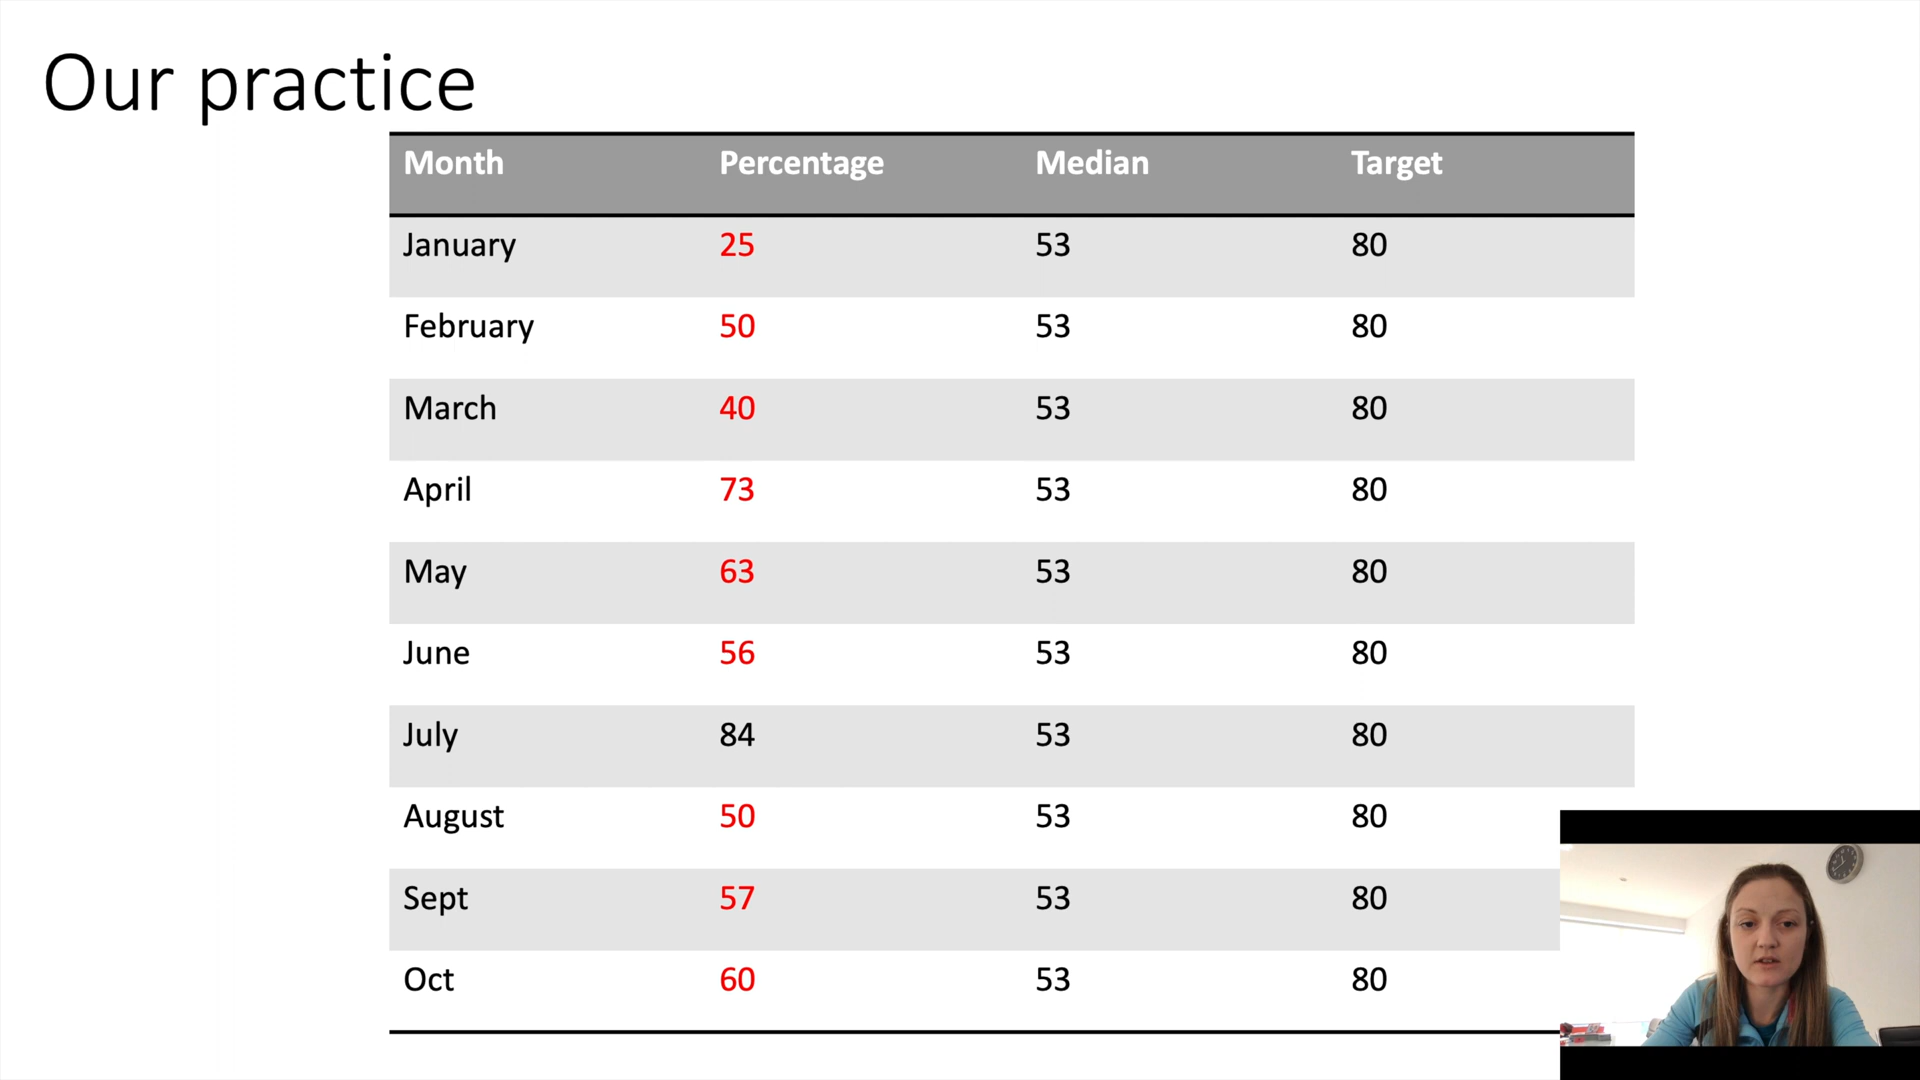 Our practice
Month Percentage Median Target
January 25 53 80
February 50 53 80
March 40 53 80
April 73 53 80
May 63 53 80
June 56 53 80
July 84 53 80
August 50 53 80
Sept 57 53 80
Oct 60 53 80